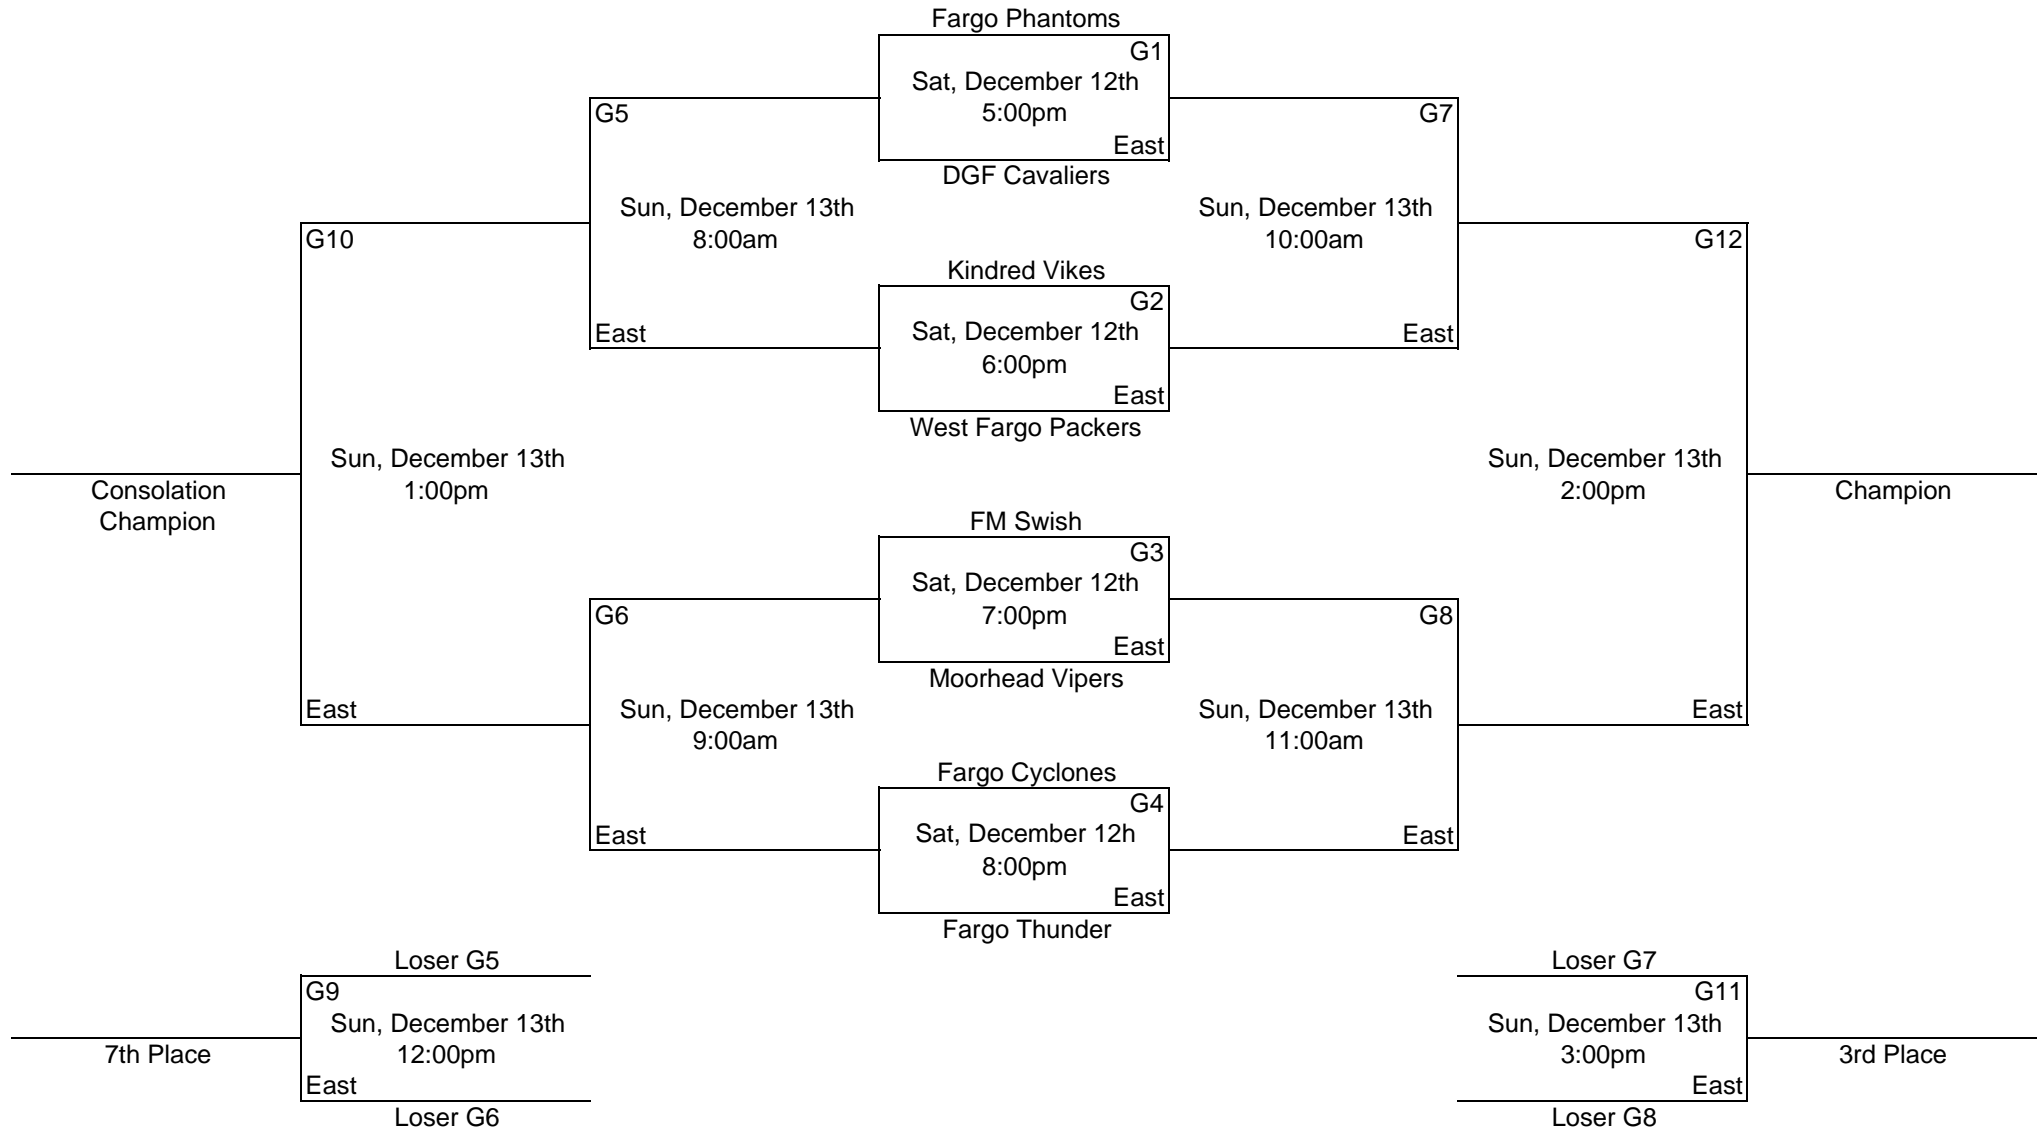 Fargo Phantoms
G1
Sat, December 12th
5:00pm
East
DGF Cavaliers
G5
Sun, December 13th
8:00am
East
G7
Sun, December 13th
10:00am
East
Kindred Vikes
G2
Sat, December 12th
6:00pm
East
West Fargo Packers
G10
Sun, December 13th
1:00pm
East
Consolation
Champion
G12
Sun, December 13th
2:00pm
East
Champion
FM Swish
G3
Sat, December 12th
7:00pm
East
Moorhead Vipers
G6
Sun, December 13th
9:00am
East
G8
Sun, December 13th
11:00am
East
Fargo Cyclones
G4
Sat, December 12h
8:00pm
East
Fargo Thunder
Loser G5
G9
Sun, December 13th
12:00pm
East
Loser G6
7th Place
Loser G7
G11
Sun, December 13th
3:00pm
East
Loser G8
3rd Place